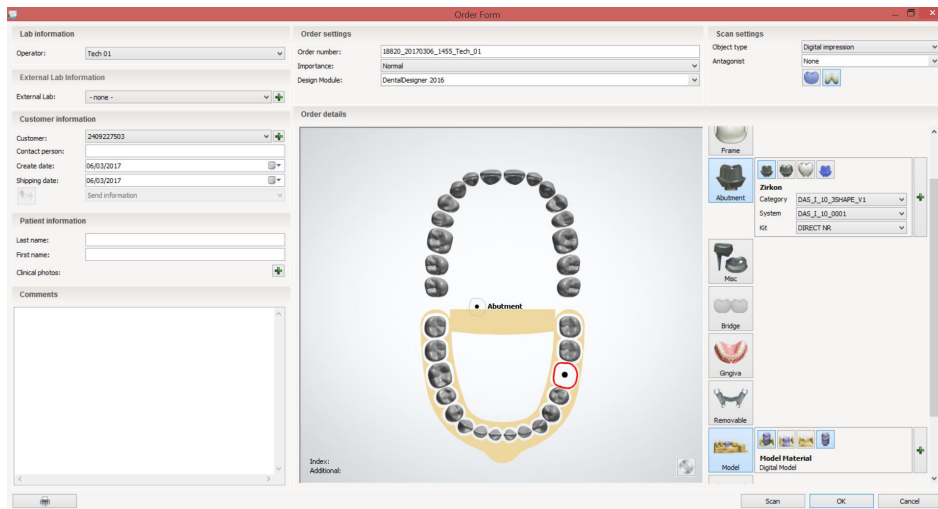 Order Form
Lab information
Operator:
Tech 01
External Lab Information
External Lab:
- none -
Customer information
Customer:
2409227503
Contact person:
Create date:
06/03/2017
Shipping date:
06/03/2017
Send information
Patient information
Last name:
First name:
Clinical photos:
Comments
Order settings
Order number:
18820_20170306_1455_Tech_01
Importance:
Normal
Design Module:
DentalDesigner 2016
Scan settings
Object type
Digital impression
Antagonist
None
Order details
Abutment
Index:
Additional:
Frame
Abutment
Zirkon
Category
DAS_I_10_3SHAPE_V1
System
DAS_I_10_0001
Kit
DIRECT NR
Misc
Bridge
Gingiva
Removable
Model
Model Material
Digital Model
Scan
OK
Cancel